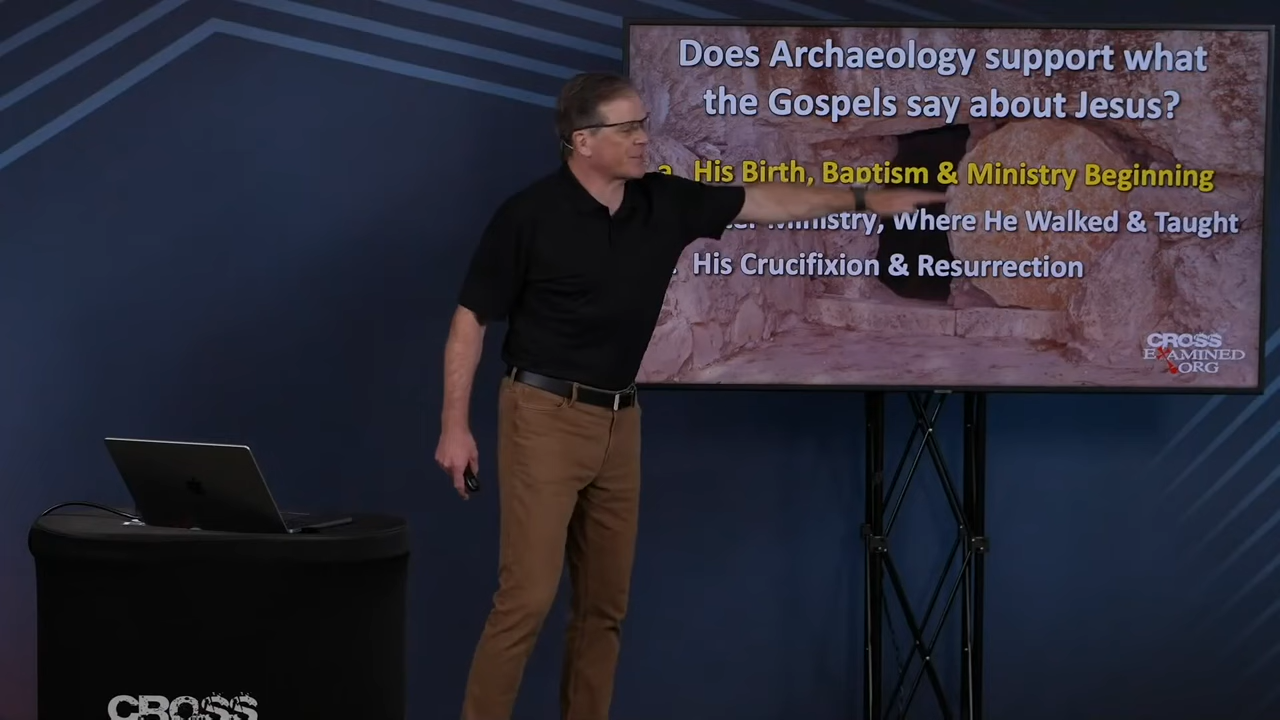 Does Archaeology support what
the Gospels say about Jesus?
a. His Birth, Baptism & Ministry Beginning
Ministry, Where He Walked & Taught
His Crucifixion & Resurrection
CROSS
EXAMINED
.ORG
CROSS